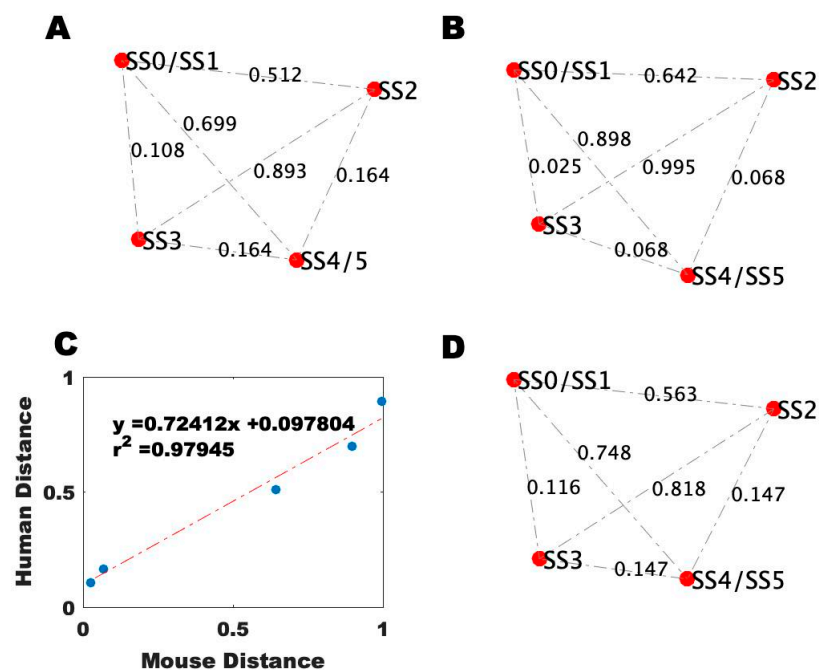 A
SS0/SS1
0.512
SS2
0.699
0.108
0.893
0.164
SS3
0.164
SS4/5
B
SS0/SS1
0.642
SS2
0.898
0.025
0.995
0.068
SS3
0.068
SS4/SS5
C
1
y =0.72412x +0.097804
r² =0.97945
0.5
Human Distance
0
0
0.5
1
Mouse Distance
D
SS0/SS1
0.563
SS2
0.748
0.116
0.818
0.147
SS3
0.147
SS4/SS5